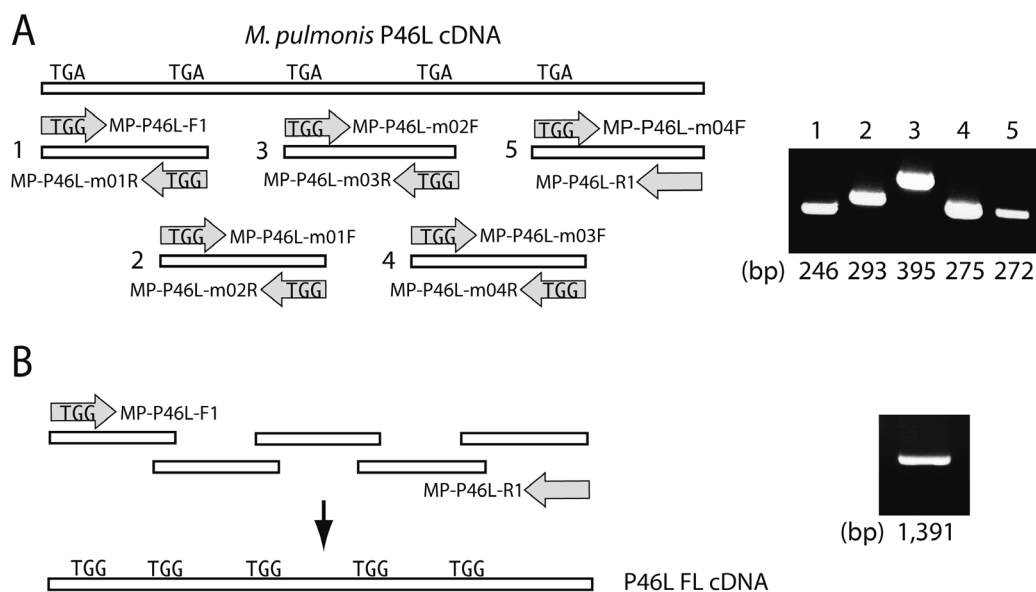 A
M. pulmonis P46L cDNA
TGA TGA TGA TGA TGA
TGG MP-P46L-F1
TGG MP-P46L-m02F
TGG MP-P46L-m04F
1
3
5
MP-P46L-m01R TGG
MP-P46L-m03R TGG
MP-P46L-R1
TGG MP-P46L-m01F
TGG MP-P46L-m03F
2
4
MP-P46L-m02R TGG
MP-P46L-m04R TGG
1 2 3 4 5
(bp) 246 293 395 275 272
B
TGG MP-P46L-F1
MP-P46L-R1
TGG TGG TGG TGG TGG
P46L FL cDNA
(bp) 1,391